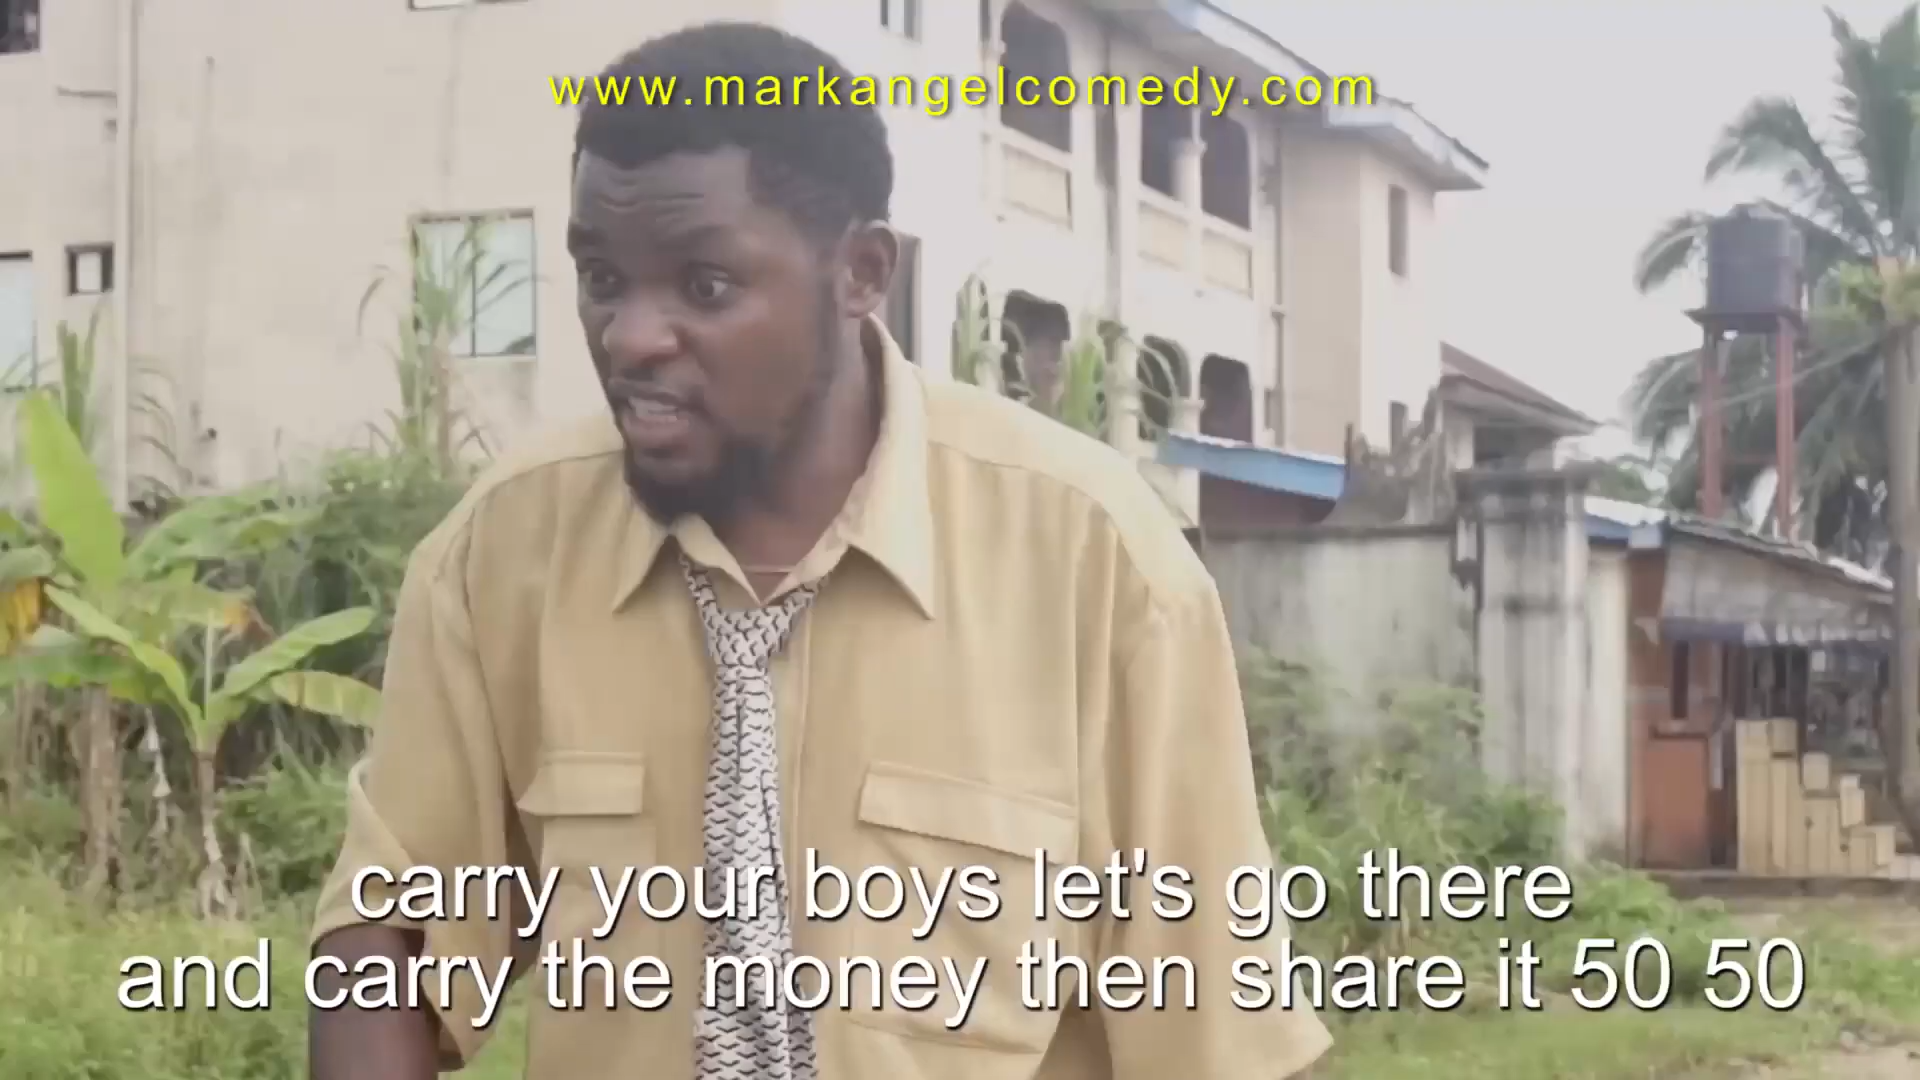 www.markangelcomedy.com
carry your boys let's go there
and carry the money then share it 50 50